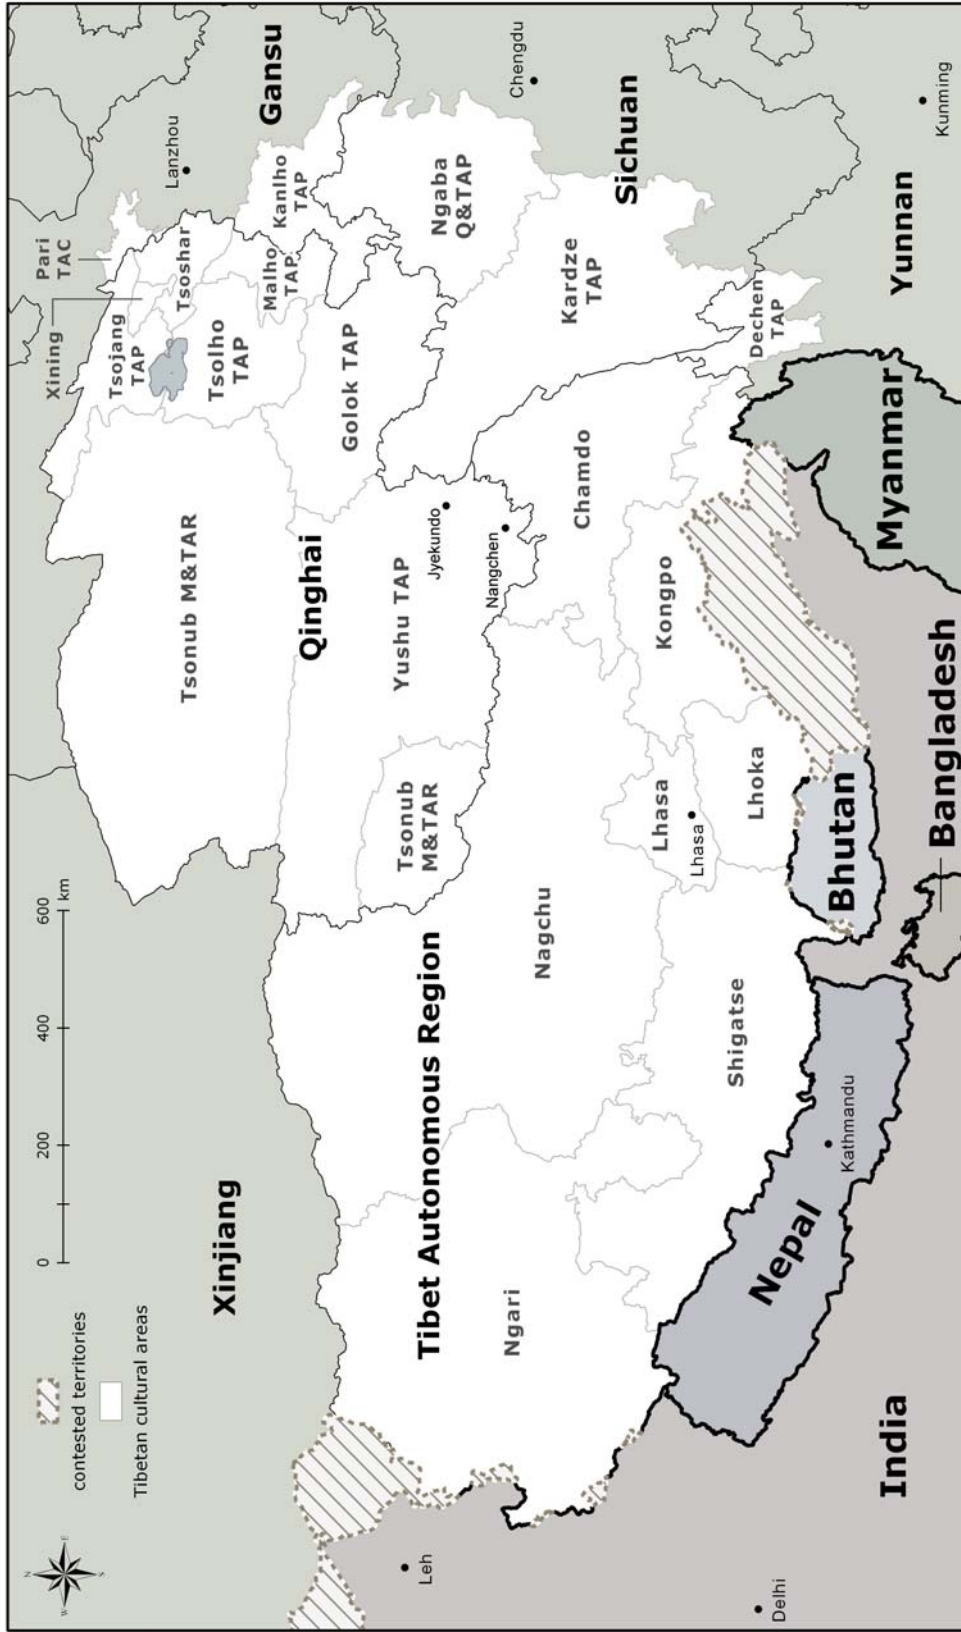 N
W
E
S
contested territories
Tibetan cultural areas
0
200
400
600
km
Xinjiang
Tsonub M&TAR
Qinghai
Xining
Pari
TAC
Tsojang
TAP
Tsoshar
Tsolho
TAP
Malho
TAP
Kanlho
TAP
Lanzhou
Gansu
Golok TAP
Yushu TAP
Jyekundo
Nangchen
Tsonub
M&TAR
Ngaba
Q&TAP
Chengdu
Sichuan
Kardze
TAP
Dechen
TAP
Yunnan
Kunming
Tibet Autonomous Region
Ngari
Nagchu
Chamdo
Kongpo
Lhasa
Lhasa
Lhoka
Shigatse
Leh
Delhi
India
Nepal
Kathmandu
Bhutan
Bangladesh
Myanmar